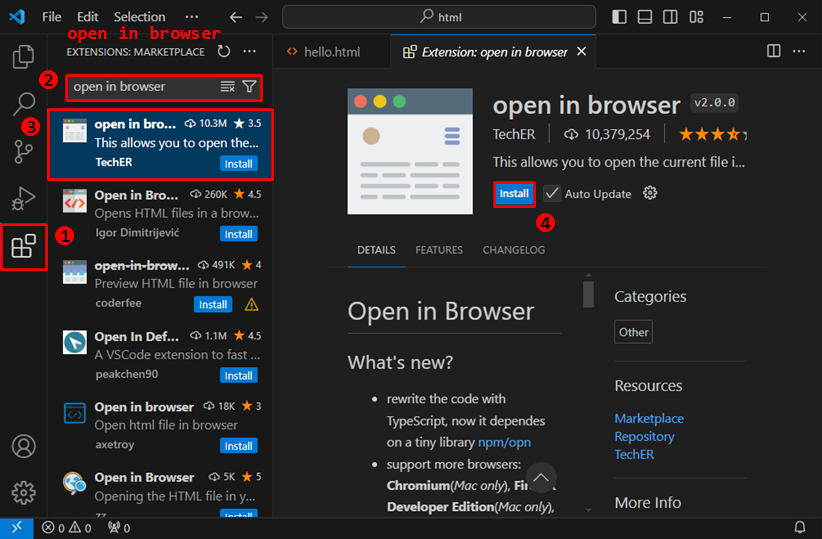 File Edit Selection ··· html
open in browser
EXTENSIONS: MARKETPLACE ···
hello.html
Extension: open in browser
···
2
open in browser
3
open in bro... 10.3M 3.5
This allows you to open the...
TechER Install
Open in Bro... 260K 4.5
Opens HTML files in a brow...
Igor Dimitrijević Install
1
open-in-brow... 491K 4
Preview HTML file in browser
coderfee Install
Open In Def... 1.1M 4.5
A VSCode extension to fast ...
peakchen90 Install
Open in browser 18K 3
Open html file in browser
axetroy Install
Open in Browser 5K 5
Opening the HTML file in y...
zz Install
open in browser v2.0.0
TechER 10,379,254
This allows you to open the current file i...
Install Auto Update
4
DETAILS FEATURES CHANGELOG
Open in Browser
What's new?
• rewrite the code with
TypeScript, now it dependes
on a tiny library npm/opn
• support more browsers:
Chromium(Mac only),
Developer Edition(Mac only),
Categories
Other
Resources
Marketplace
Repository
TechER
More Info
0 0 0